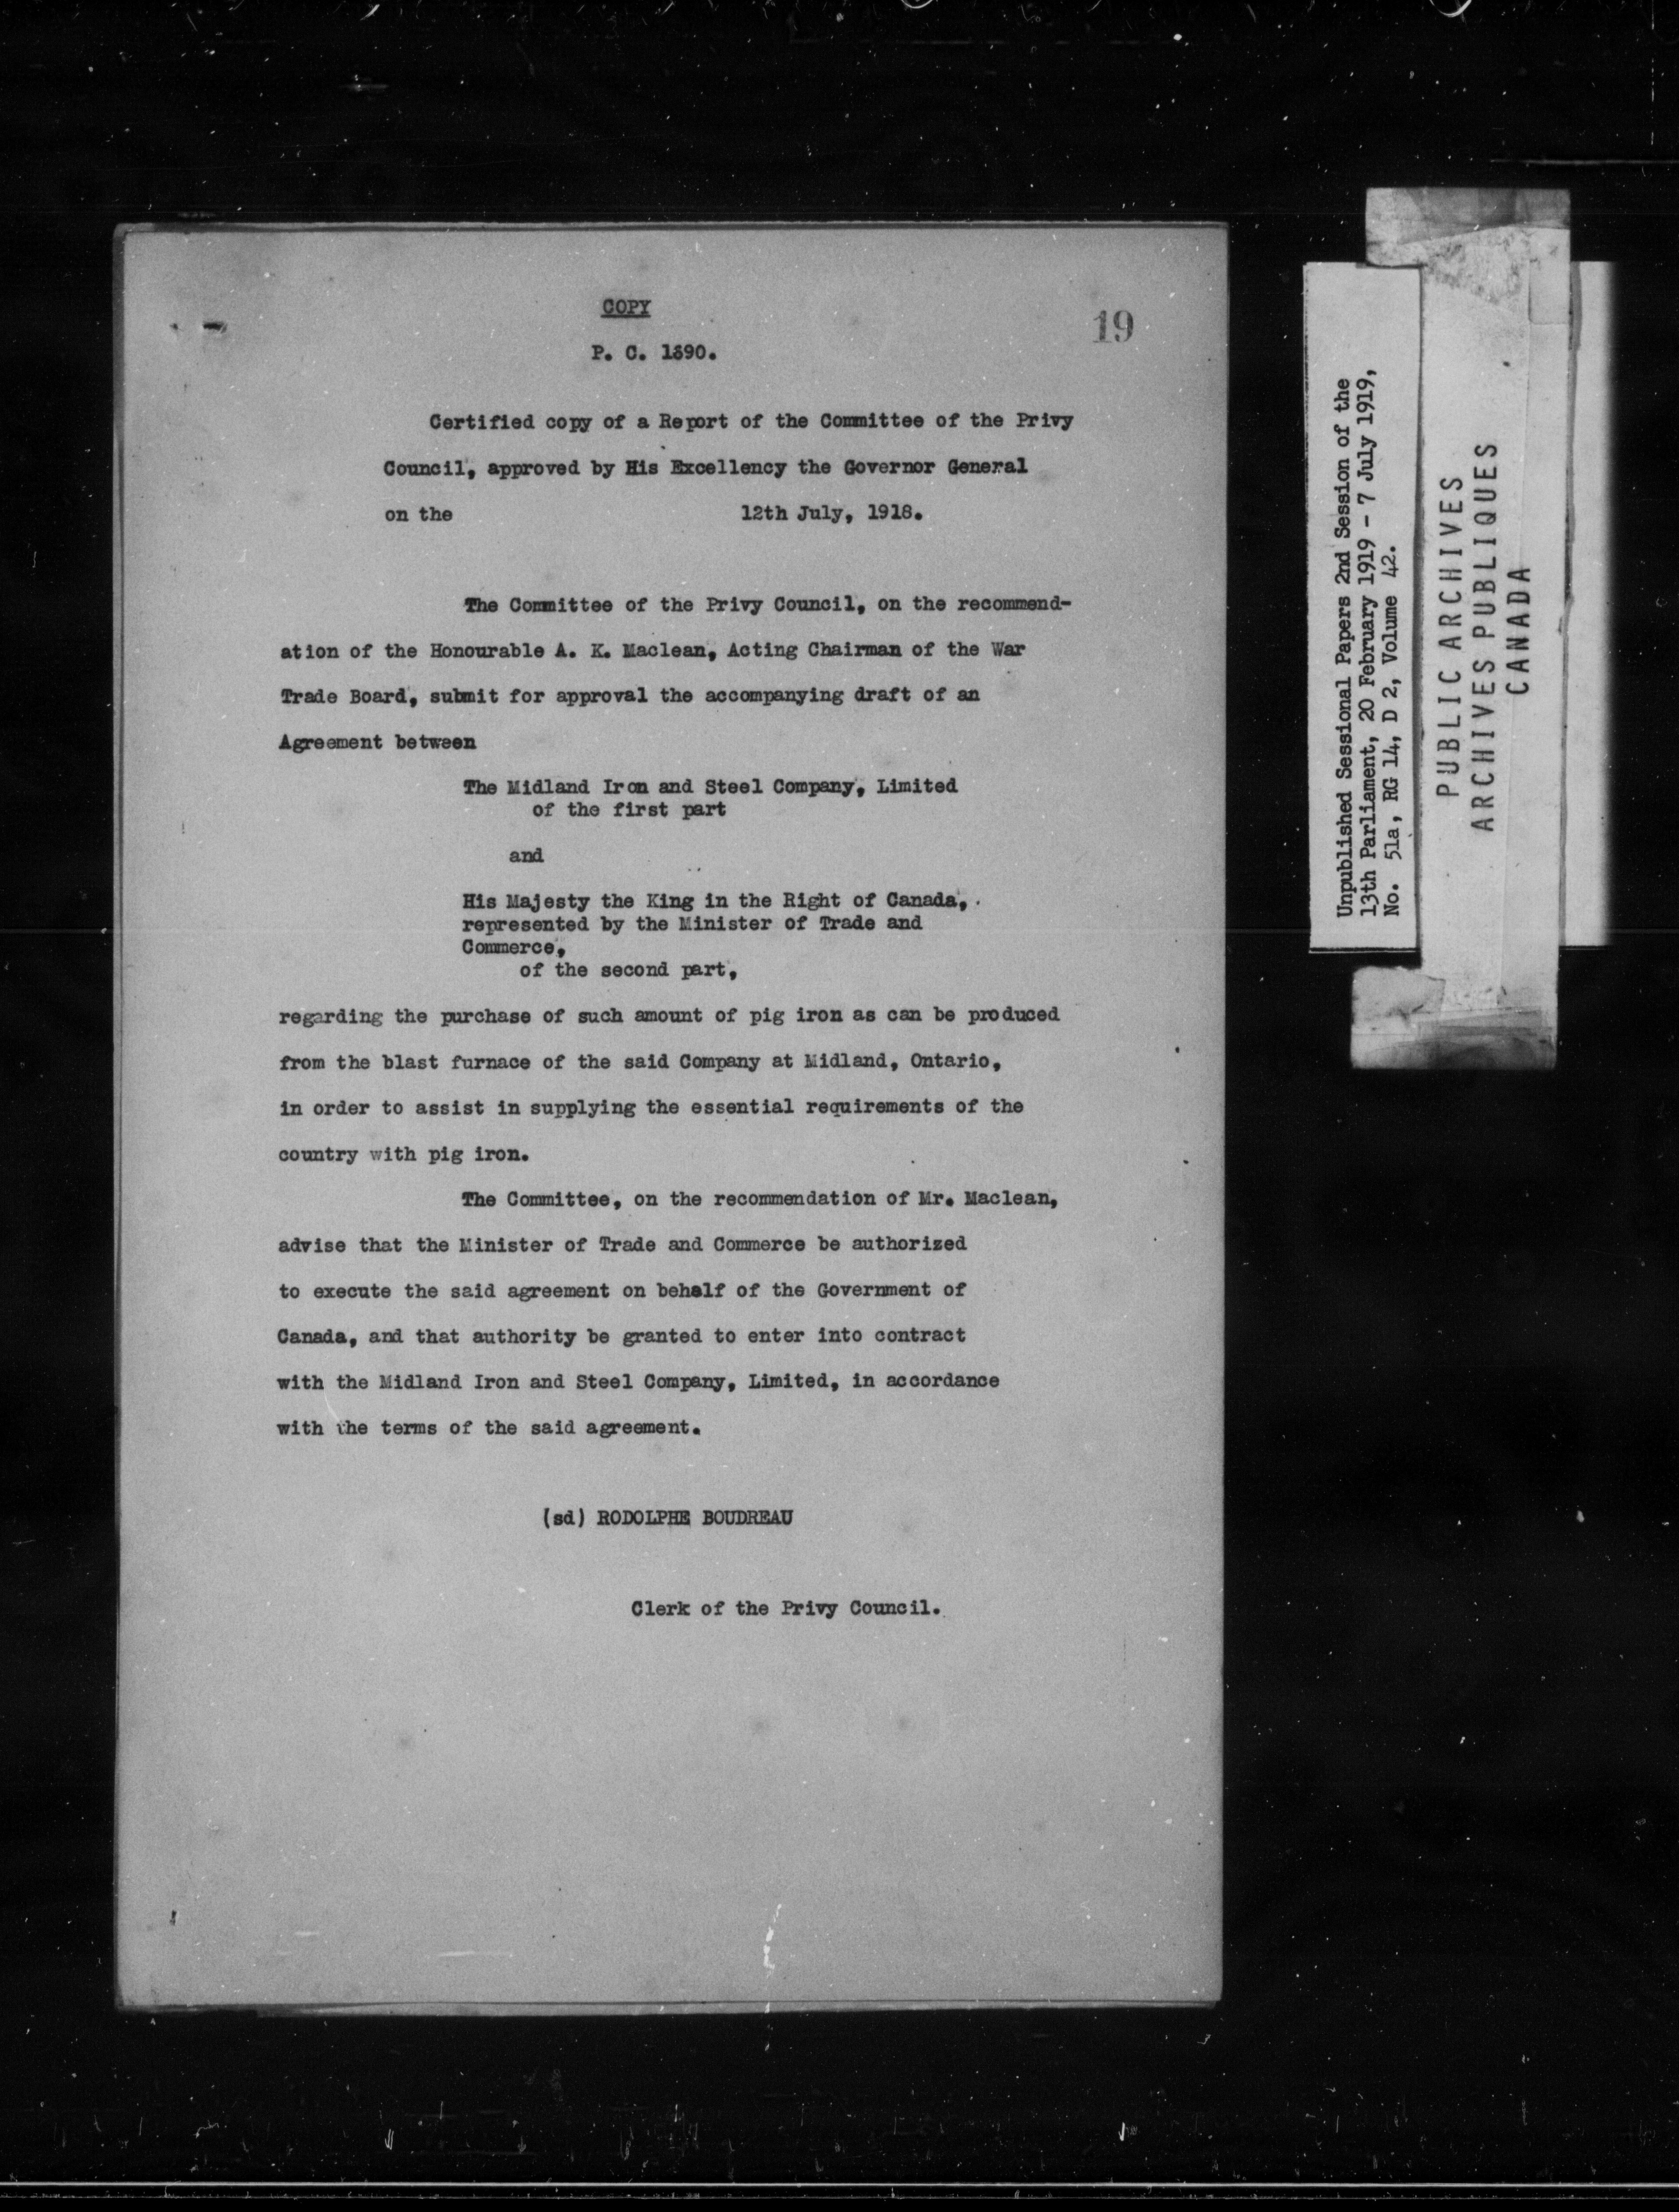 COPY
19
P. C. 1690.
Certified copy of a Report of the Committee of the Privy
Council, approved by His Excellency the Governor General
on the 12th July, 1918.
The Committee of the Privy Council, on the recommend-
ation of the Honourable A. K. Maclean, Acting Chairman of the War
Trade Board, submit for approval the accompanying draft of an
Agreement between
The Midland Iron and Steel Company, Limited
of the first part
and
His Majesty the King in the Right of Canada,
represented by the Minister of Trade and
Commerce,
of the second part,
regarding the purchase of such amount of pig iron as can be produced
from the blast furnace of the said Company at Midland, Ontario,
in order to assist in supplying the essential requirements of the
country with pig iron.
The Committee, on the recommendation of Mr. Maclean,
advise that the Minister of Trade and Commerce be authorized
to execute the said agreement on behalf of the Government of
Canada, and that authority be granted to enter into contract
with the Midland Iron and Steel Company, Limited, in accordance
with the terms of the said agreement.
(sd) RODOLPHE BOUDREAU
Clerk of the Privy Council.
Unpublished Sessional Papers 2nd Session of the
13th Parliament, 20 February 1919 - 7 July 1919,
No. 51a, RG 14, D 2, Volume 42.
PUBLIC ARCHIVES
ARCHIVES PUBLIQUES
CANADA